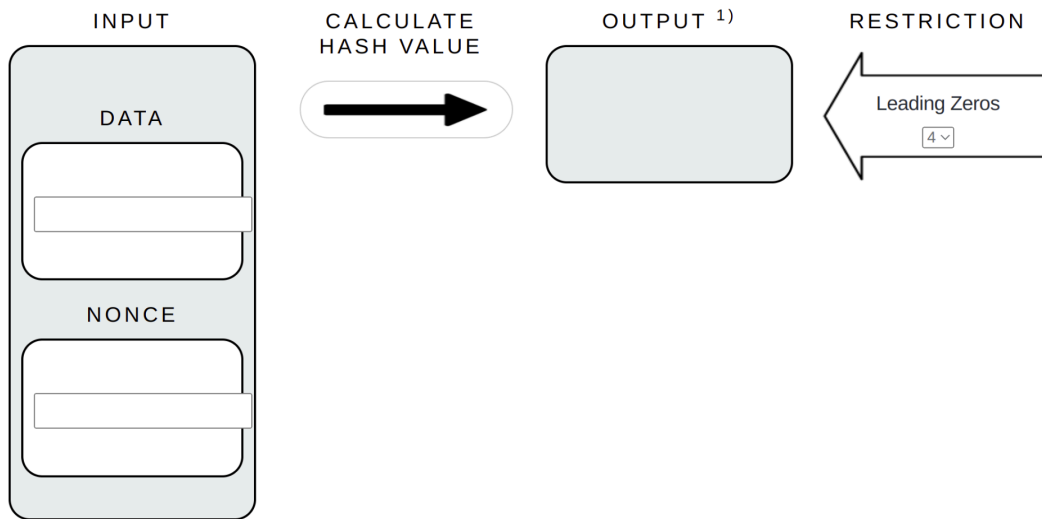 INPUT
CALCULATE
HASH VALUE
OUTPUT 1)
RESTRICTION
DATA
Leading Zeros
4
NONCE